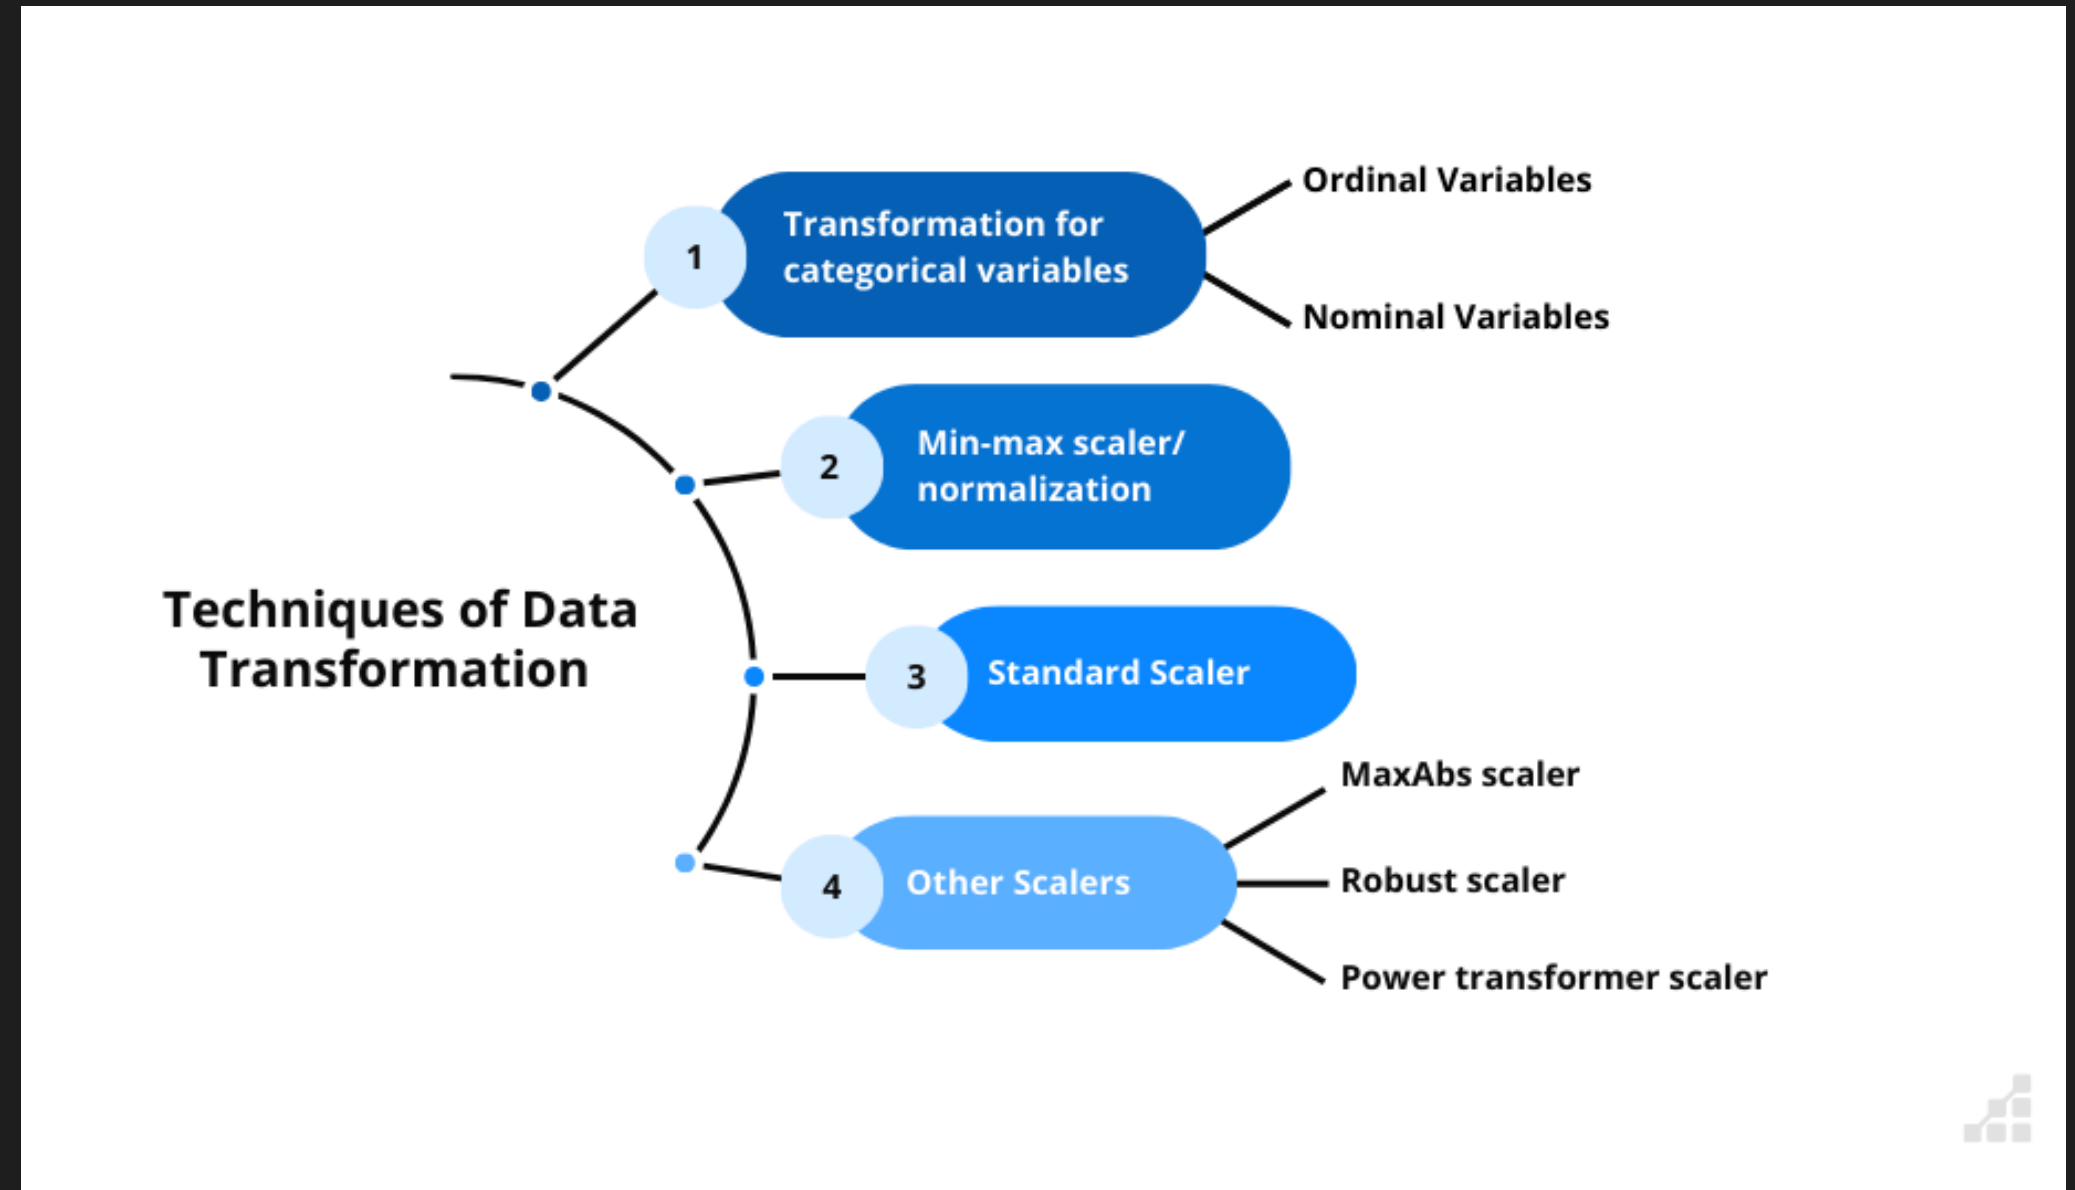 Techniques of Data
Transformation
1
Transformation for
categorical variables
Ordinal Variables
Nominal Variables
2
Min-max scaler/
normalization
3
Standard Scaler
4
Other Scalers
MaxAbs scaler
Robust scaler
Power transformer scaler